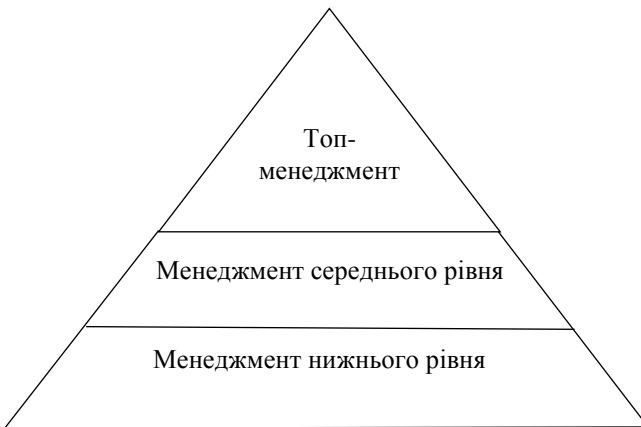 Топ-
менеджмент
Менеджмент середнього рівня
Менеджмент нижнього рівня